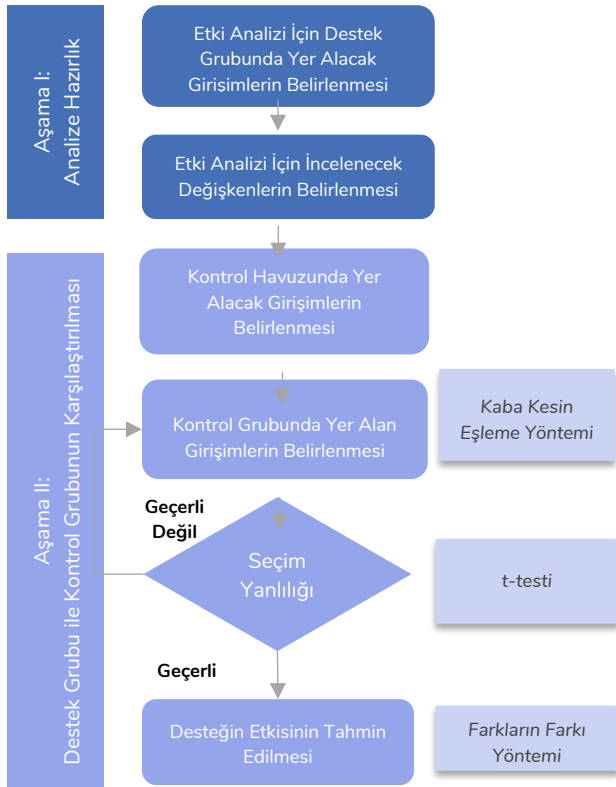 Aşama I:
Analize Hazırlık
Etki Analizi İçin Destek
Grubunda Yer Alacak
Girişimlerin Belirlenmesi
Etki Analizi İçin İncelenecek
Değişkenlerin Belirlenmesi
Aşama II:
Destek Grubu ile Kontrol Grubunun Karşılaştırılması
Kontrol Havuzunda Yer
Alacak Girişimlerin
Belirlenmesi
Kontrol Grubunda Yer Alan
Girişimlerin Belirlenmesi
Kaba Kesin
Eşleme Yöntemi
Geçerli
Değil
Seçim
Yanlılığı
t-testi
Geçerli
Desteğin Etkisinin Tahmin
Edilmesi
Farkların Farkı
Yöntemi